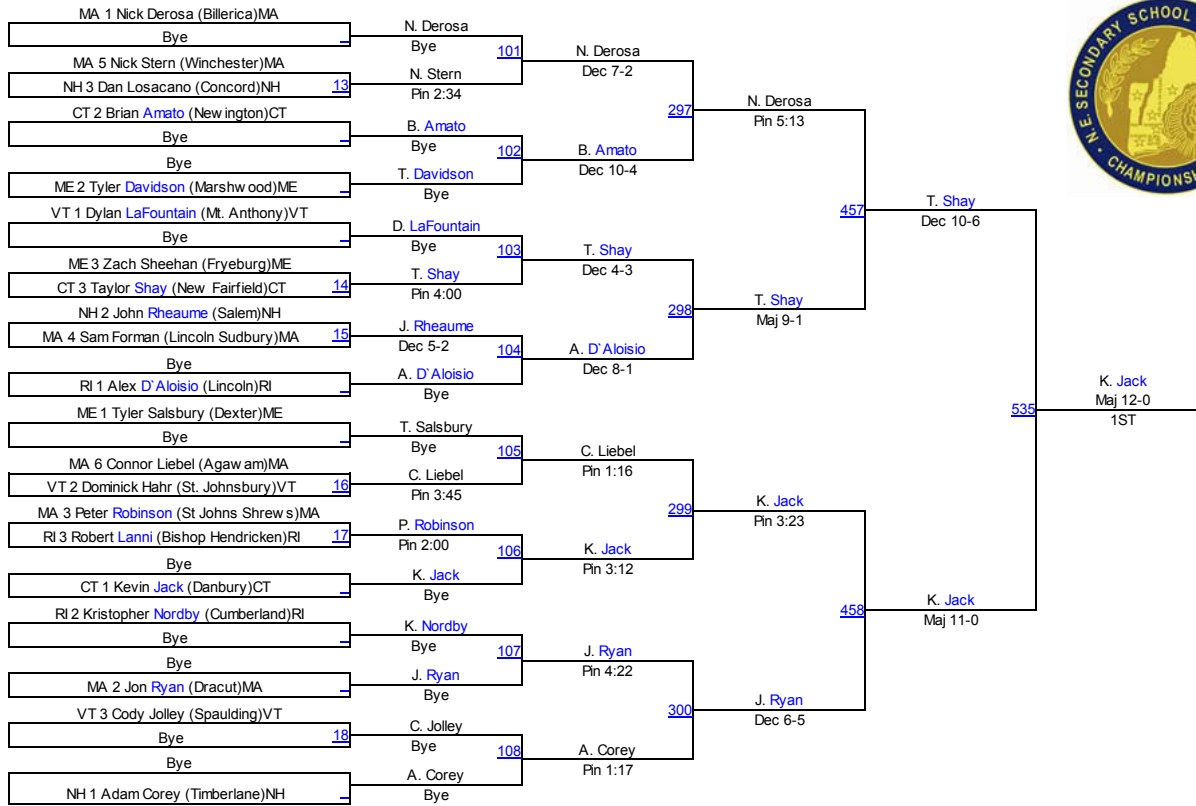 MA 1 Nick Derosa (Billerica)MA
Bye
MA 5 Nick Stern (Winchester)MA
NH 3 Dan Losacano (Concord)NH 13
CT 2 Brian Amato (Newington)CT
Bye
Bye
ME 2 Tyler Davidson (Marshwood)ME
VT 1 Dylan LaFountain (Mt. Anthony)VT
Bye
ME 3 Zach Sheehan (Fryeburg)ME
CT 3 Taylor Shay (New Fairfield)CT 14
NH 2 John Rheaume (Salem)NH
MA 4 Sam Forman (Lincoln Sudbury)MA 15
Bye
RI 1 Alex D`Aloisio (Lincoln)RI
ME 1 Tyler Salsbury (Dexter)ME
Bye
MA 6 Connor Liebel (Agawam)MA
VT 2 Dominick Hahr (St. Johnsbury)VT 16
MA 3 Peter Robinson (St Johns Shrews)MA
RI 3 Robert Lanni (Bishop Hendricken)RI 17
Bye
CT 1 Kevin Jack (Danbury)CT
RI 2 Kristopher Nordby (Cumberland)RI
Bye
Bye
MA 2 Jon Ryan (Dracut)MA
VT 3 Cody Jolley (Spaulding)VT
Bye 18
Bye
NH 1 Adam Corey (Timberlane)NH
N. Derosa
Bye 101
N. Stern
Pin 2:34
B. Amato
Bye 102
T. Davidson
Bye
D. LaFountain
Bye 103
T. Shay
Pin 4:00
J. Rheaume
Dec 5-2 104
A. D`Aloisio
Bye
T. Salsbury
Bye 105
C. Liebel
Pin 3:45
P. Robinson
Pin 2:00 106
K. Jack
Bye
K. Nordby
Bye 107
J. Ryan
Bye
C. Jolley
Bye 108
A. Corey
Bye
N. Derosa
Dec 7-2
297
B. Amato
Dec 10-4
T. Shay
Dec 4-3
298
A. D`Aloisio
Dec 8-1
C. Liebel
Pin 1:16
299
K. Jack
Pin 3:12
J. Ryan
Pin 4:22
300
A. Corey
Pin 1:17
N. Derosa
Pin 5:13
457
T. Shay
Maj 9-1
K. Jack
Pin 3:23
458
J. Ryan
Dec 6-5
T. Shay
Dec 10-6
535
K. Jack
Maj 11-0
K. Jack
Maj 12-0
1ST
N.E. SECONDARY SCHOOL